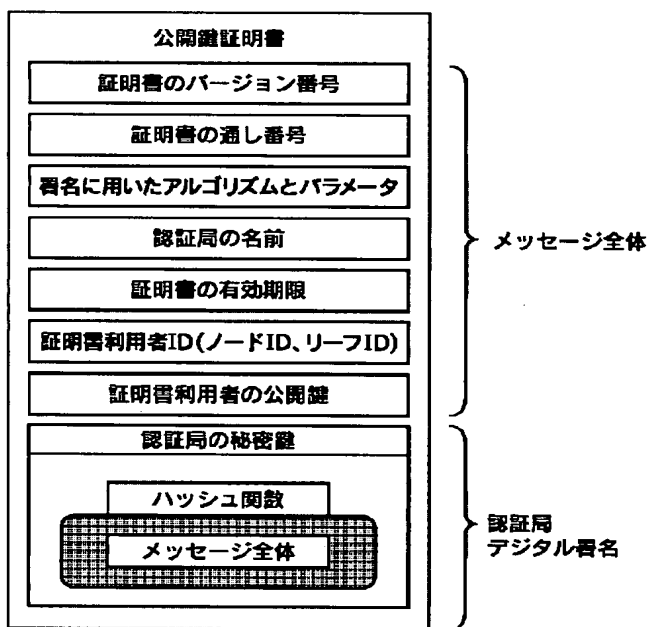 公開鍵証明書
証明書のバージョン番号
証明書の通し番号
署名に用いたアルゴリズムとパラメータ
認証局の名前
証明書の有効期限
証明書利用者ID(ノードID、リーフID)
証明書利用者の公開鍵
メッセージ全体
認証局の秘密鍵
ハッシュ関数
メッセージ全体
認証局
デジタル署名